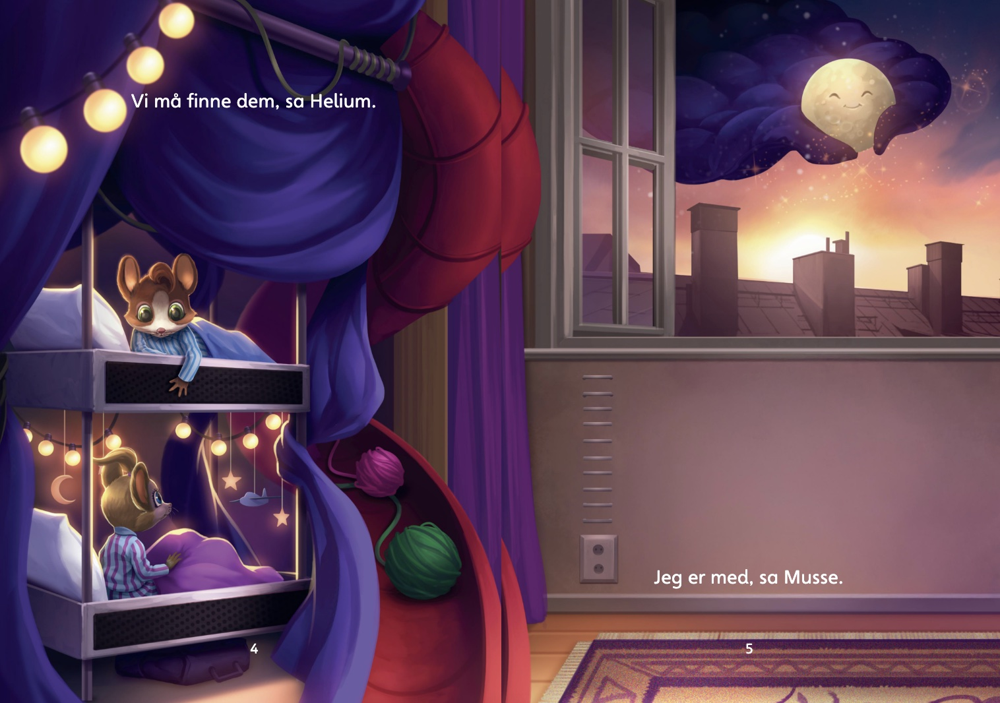 Vi må finne dem, sa Helium.
4
Jeg er med, sa Musse.
5